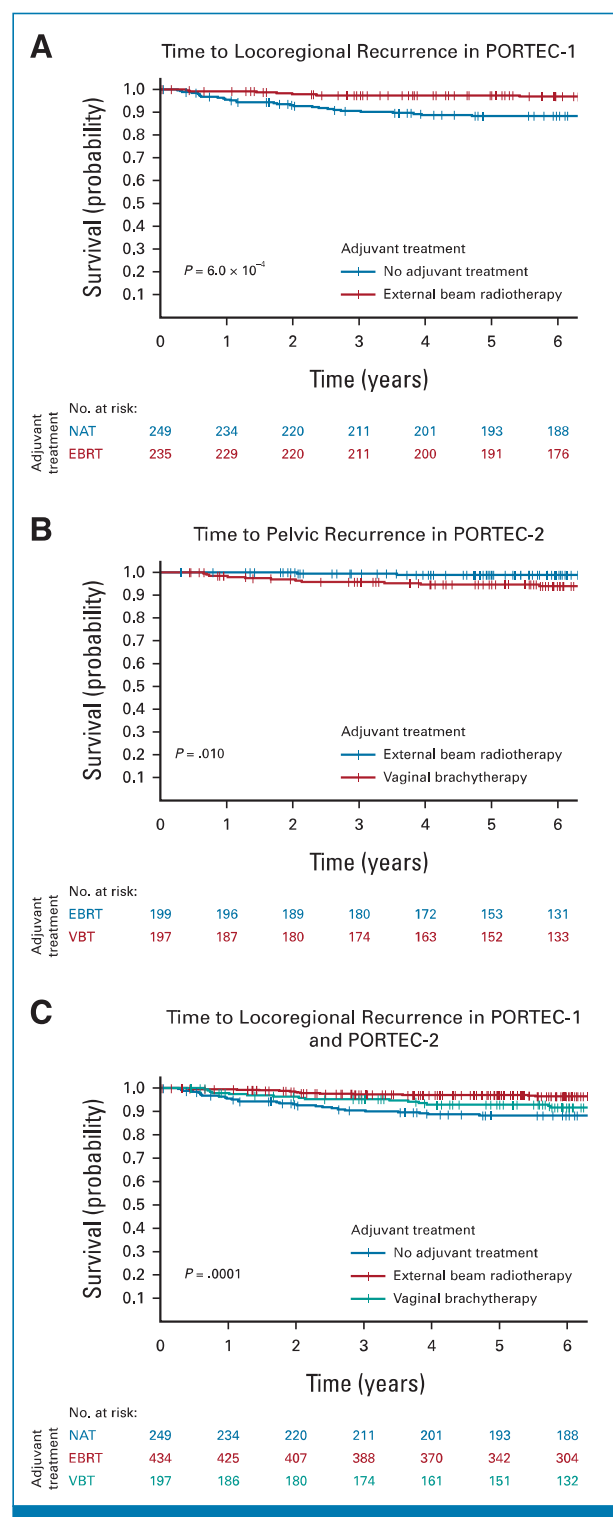 A
Time to Locoregional Recurrence in PORTEC-1
Survival (probability)
1.0
0.9
0.8
0.7
0.6
0.5
0.4
0.3
0.2
0.1
P = 6.0 × 10⁻⁴
Adjuvant treatment
No adjuvant treatment
External beam radiotherapy
0 1 2 3 4 5 6
Time (years)
Adjuvant treatment
No. at risk:
NAT 249 234 220 211 201 193 188
EBRT 235 229 220 211 200 191 176
B
Time to Pelvic Recurrence in PORTEC-2
Survival (probability)
1.0
0.9
0.8
0.7
0.6
0.5
0.4
0.3
0.2
0.1
P = .010
Adjuvant treatment
External beam radiotherapy
Vaginal brachytherapy
0 1 2 3 4 5 6
Time (years)
Adjuvant treatment
No. at risk:
EBRT 199 196 189 180 172 153 131
VBT 197 187 180 174 163 152 133
C
Time to Locoregional Recurrence in PORTEC-1
and PORTEC-2
Survival (probability)
1.0
0.9
0.8
0.7
0.6
0.5
0.4
0.3
0.2
0.1
P = .0001
Adjuvant treatment
No adjuvant treatment
External beam radiotherapy
Vaginal brachytherapy
0 1 2 3 4 5 6
Time (years)
Adjuvant treatment
No. at risk:
NAT 249 234 220 211 201 193 188
EBRT 434 425 407 388 370 342 304
VBT 197 186 180 174 161 151 132